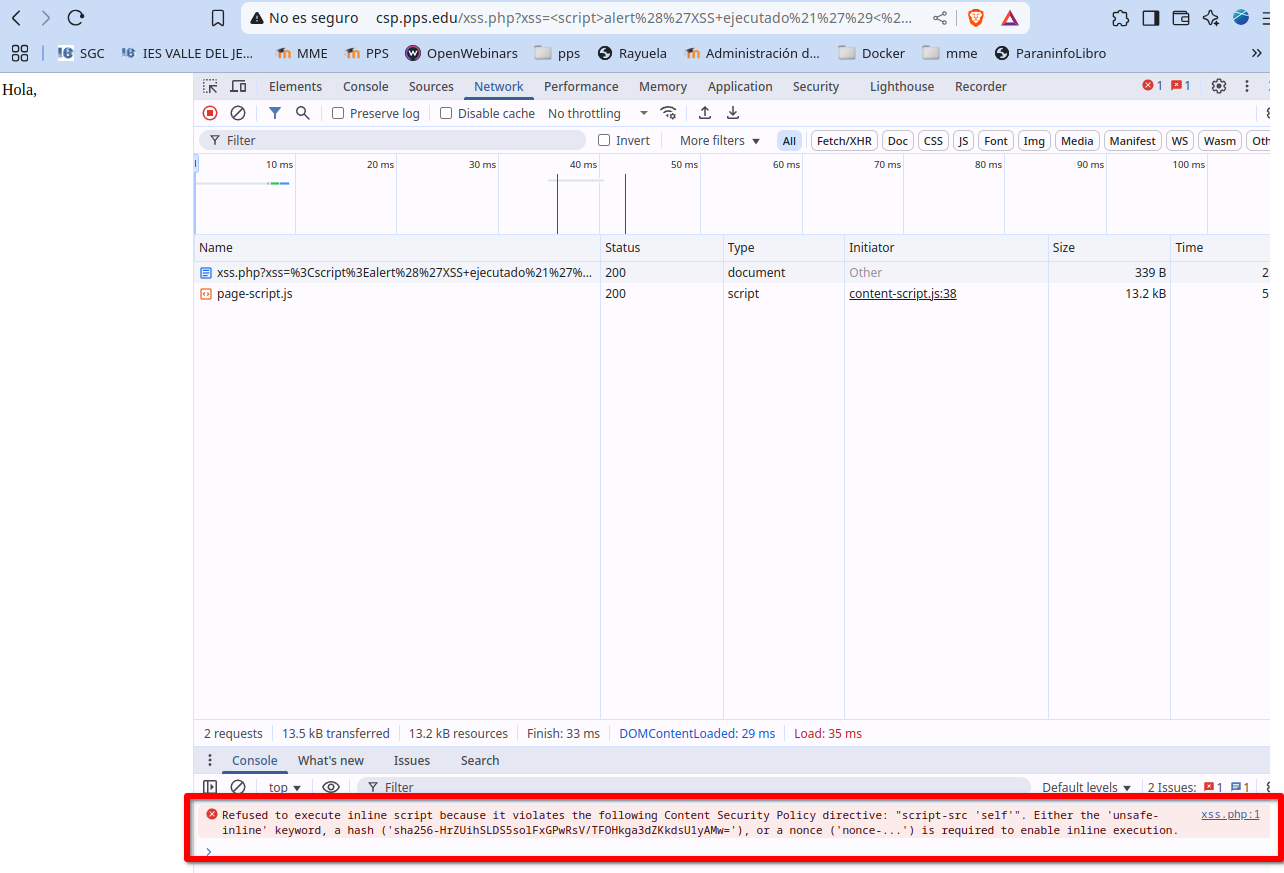 No es seguro csp.pps.edu/xss.php?xss=<script>alert%28%27XSS+ejecutado%21%27%29<%2...
SGC IES VALLE DEL JE... MME PPS OpenWebinars pps Rayuela Administración d... Docker mme ParaninfoLibro »
Hola,
Elements Console Sources Network Performance Memory Application Security Lighthouse Recorder 1 1
Preserve log Disable cache No throttling
Filter Invert More filters All Fetch/XHR Doc CSS JS Font Img Media Manifest WS Wasm Oth
10 ms 20 ms 30 ms 40 ms 50 ms 60 ms 70 ms 80 ms 90 ms 100 ms
Name Status Type Initiator Size Time
xss.php?xss=%3Cscript%3Ealert%28%27XSS+ejecutado%21%27%... 200 document Other 339 B 2
page-script.js 200 script content-script.js:38 13.2 kB 5
2 requests 13.5 kB transferred 13.2 kB resources Finish: 33 ms DOMContentLoaded: 29 ms Load: 35 ms
Console What's new Issues Search
top Filter Default levels 2 Issues: 1 1
Refused to execute inline script because it violates the following Content Security Policy directive: "script-src 'self'". Either the 'unsafe- xss.php:1
inline' keyword, a hash ('sha256-HrZUihSLDS5solFxGPwRsV/TFOHkga3dZKkdsU1yAMw='), or a nonce ('nonce-...') is required to enable inline execution.
>